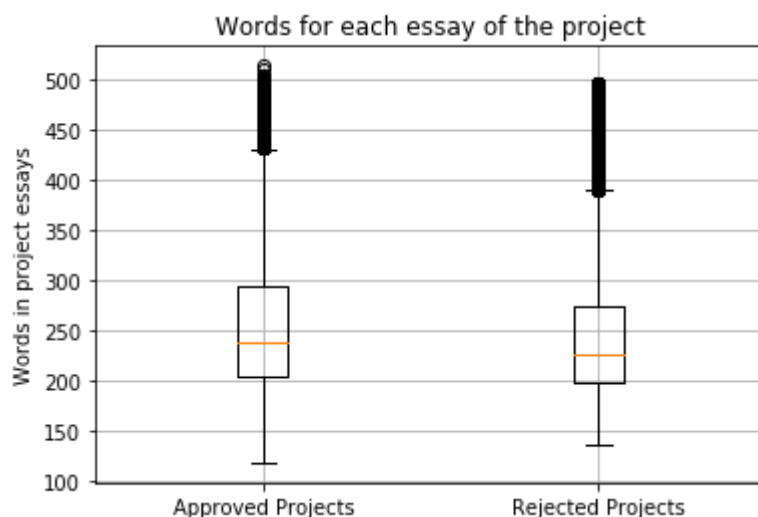 Words for each essay of the project
Words in project essays
500
450
400
350
300
250
200
150
100
Approved Projects
Rejected Projects